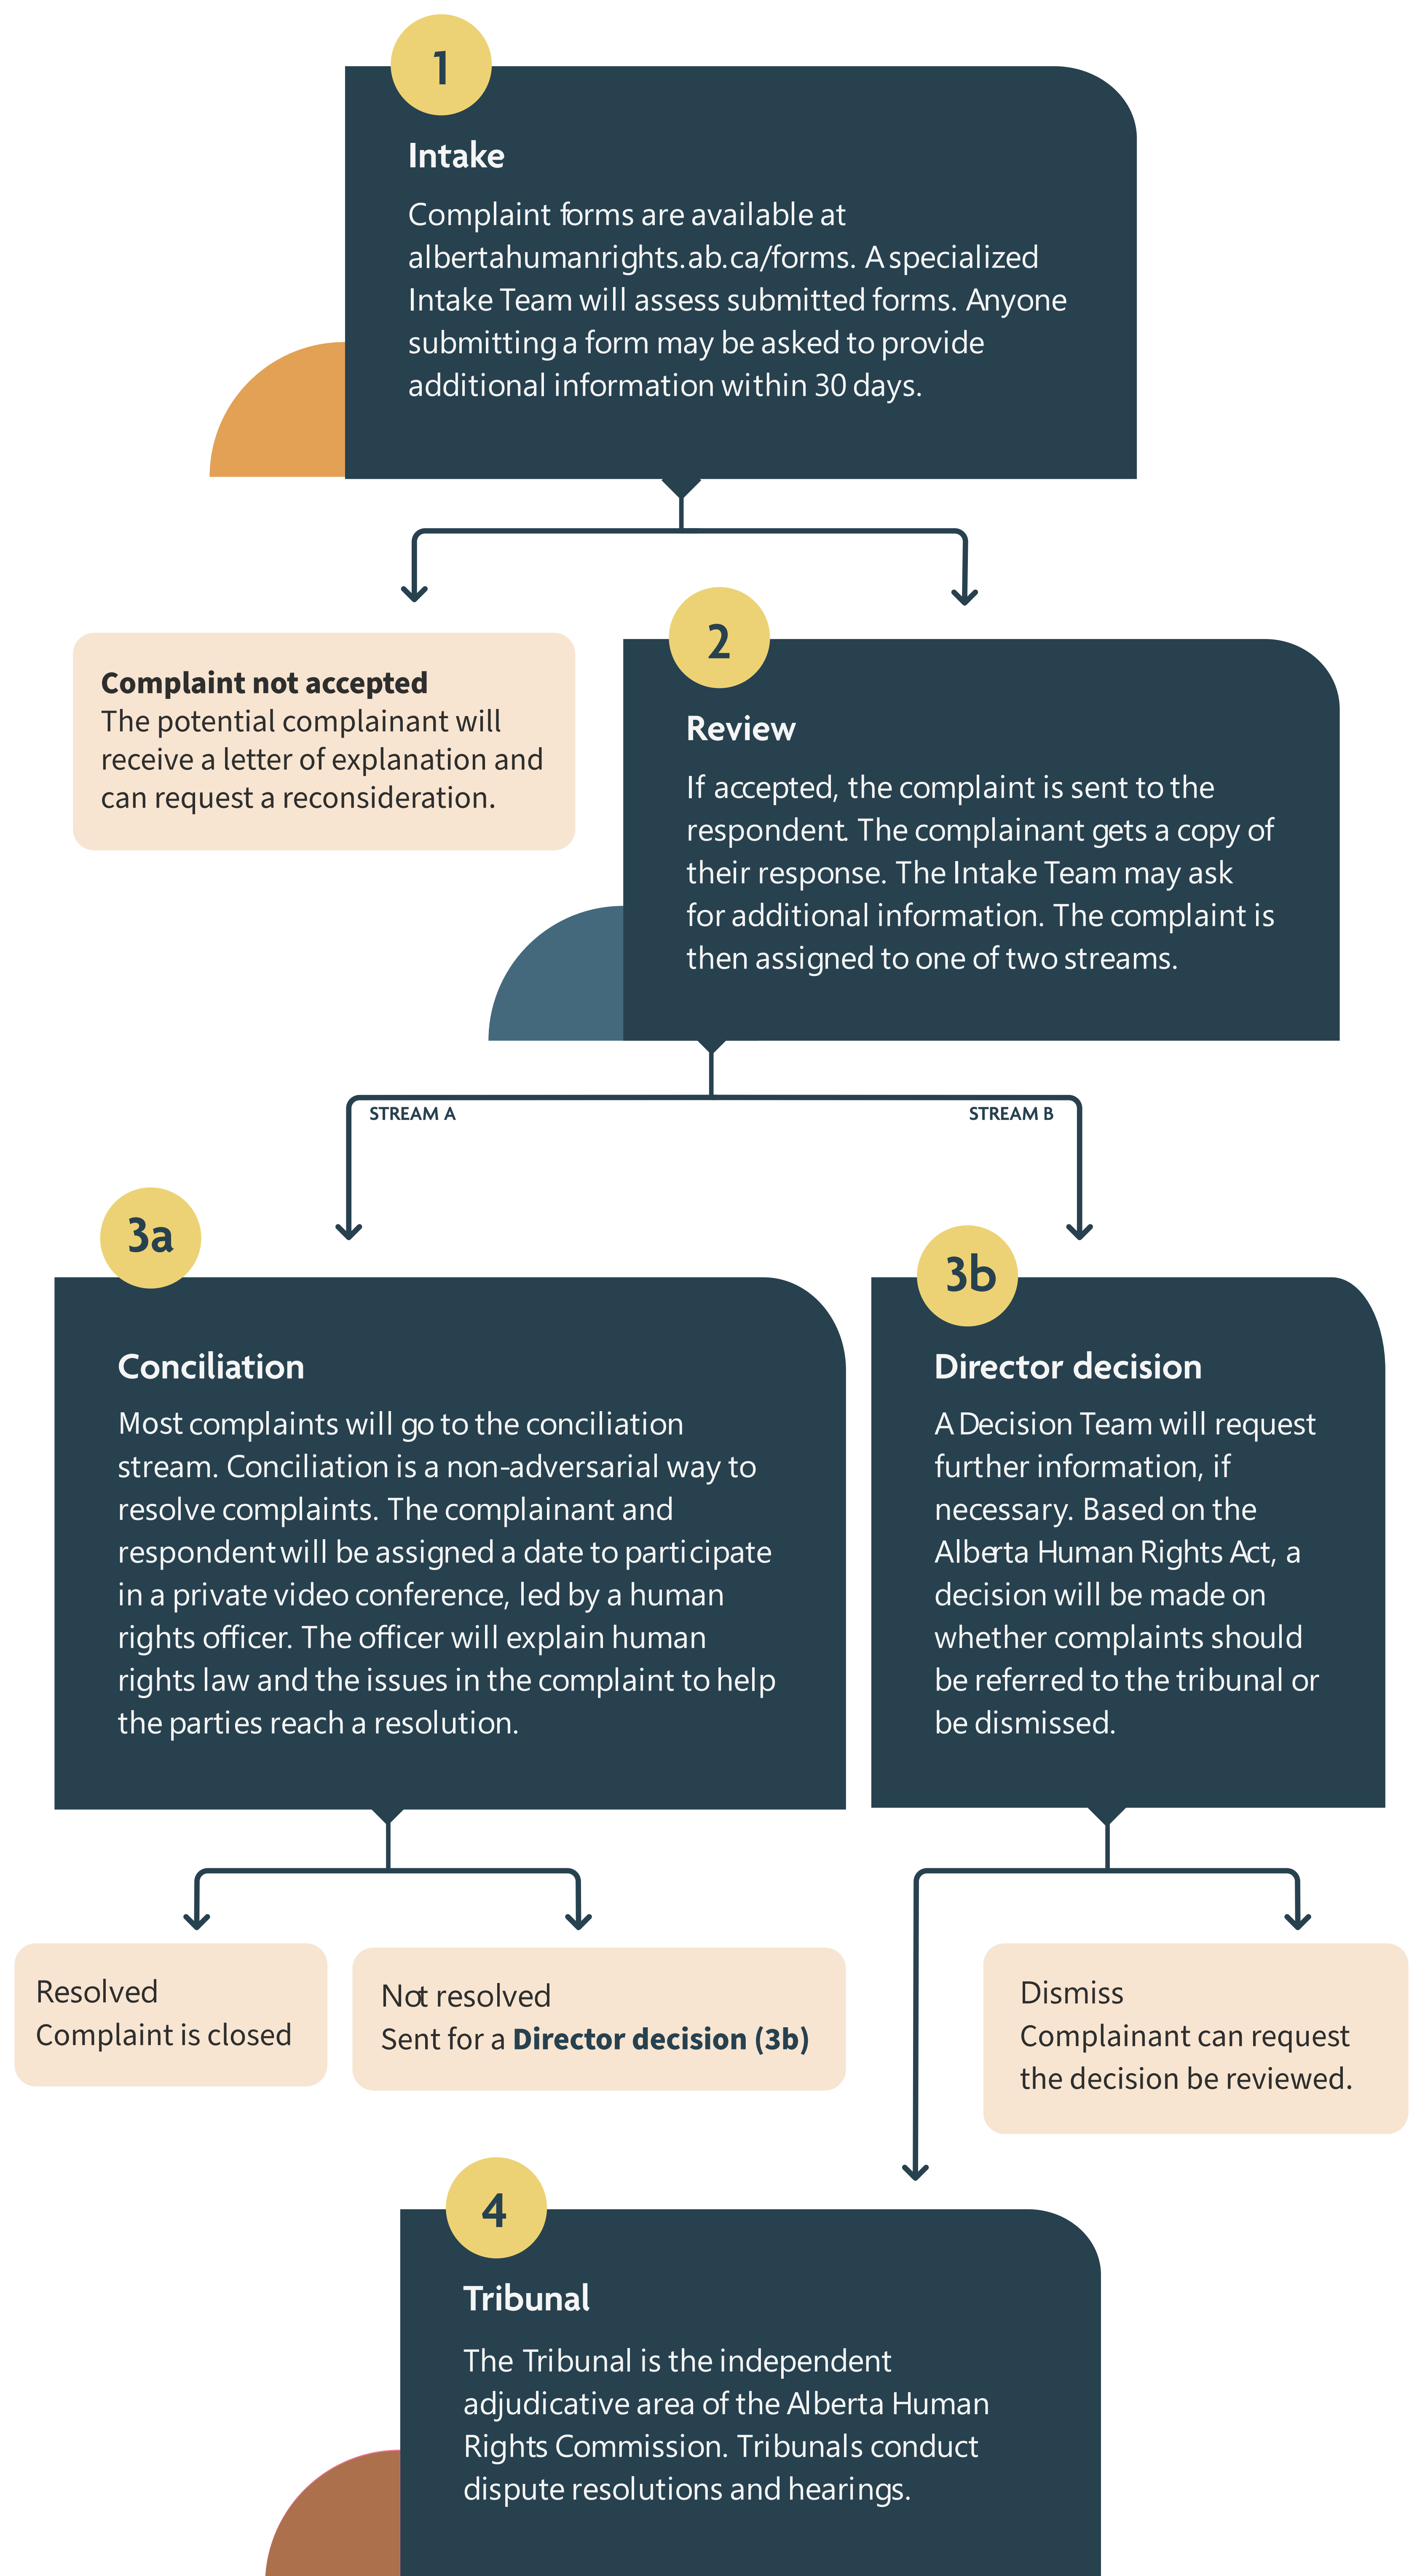 1
Intake
Complaint forms are available at
albertahumanrights.ab.ca/forms. A specialized
Intake Team will assess submitted forms. Anyone
submitting a form may be asked to provide
additional information within 30 days.
Complaint not accepted
The potential complainant will
receive a letter of explanation and
can request a reconsideration.
2
Review
If accepted, the complaint is sent to the
respondent. The complainant gets a copy of
their response. The Intake Team may ask
for additional information. The complaint is
then assigned to one of two streams.
STREAM A
STREAM B
3a
Conciliation
Most complaints will go to the conciliation
stream. Conciliation is a non-adversarial way to
resolve complaints. The complainant and
respondent will be assigned a date to participate
in a private video conference, led by a human
rights officer. The officer will explain human
rights law and the issues in the complaint to help
the parties reach a resolution.
3b
Director decision
A Decision Team will request
further information, if
necessary. Based on the
Alberta Human Rights Act, a
decision will be made on
whether complaints should
be referred to the tribunal or
be dismissed.
Resolved
Complaint is closed
Not resolved
Sent for a Director decision (3b)
Dismiss
Complainant can request
the decision be reviewed.
4
Tribunal
The Tribunal is the independent
adjudicative area of the Alberta Human
Rights Commission. Tribunals conduct
dispute resolutions and hearings.